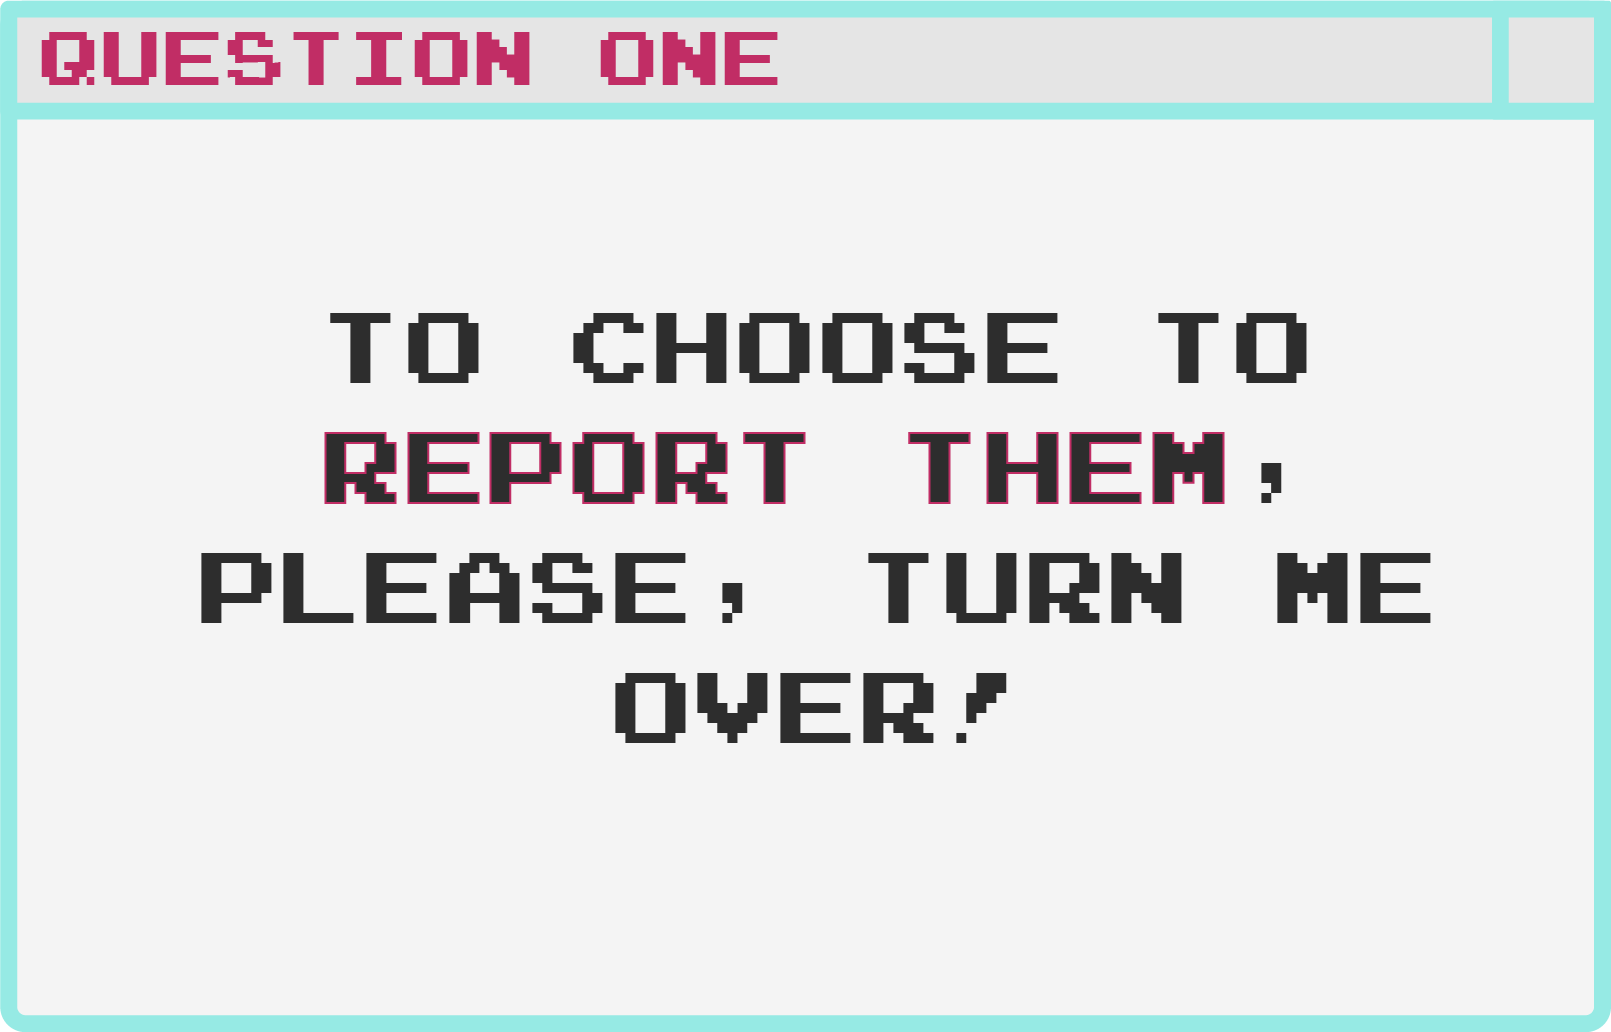 QUESTION ONE
TO CHOOSE TO
REPORT THEM,
PLEASE, TURN ME
OVER!